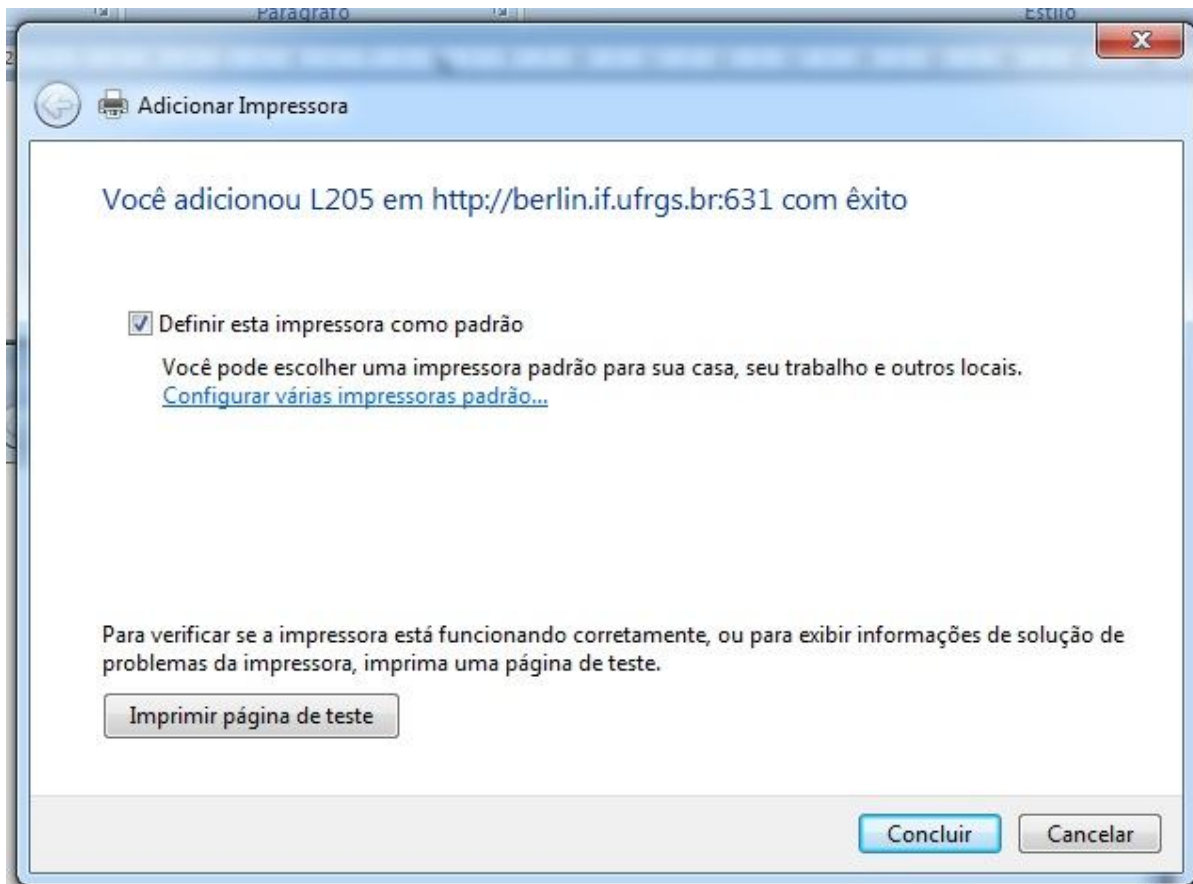 Parágrafo Estilo
2
Adicionar Impressora
Você adicionou L205 em http://berlin.if.ufrgs.br:631 com êxito
Definir esta impressora como padrão
Você pode escolher uma impressora padrão para sua casa, seu trabalho e outros locais.
Configurar várias impressoras padrão...
Para verificar se a impressora está funcionando corretamente, ou para exibir informações de solução de
problemas da impressora, imprima uma página de teste.
Imprimir página de teste
Concluir Cancelar